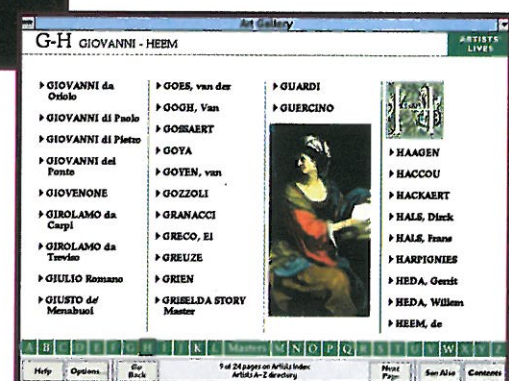 Art Gallery
G-H GIOVANNI - HEEM
ARTISTS'
LIVES
GIOVANNI da
Oriolo
GIOVANNI di Paolo
GIOVANNI di Pietro
GIOVANNI del
Ponte
GIOVENONE
GIROLAMO da
Carpi
GIROLAMO da
Treviso
GIULIO Romano
GIUSTO de'
Menabuoi
GOES, van der
GOGH, Van
GOSSAERT
GOYA
GOYEN, van
GOZZOLI
GRANACCI
GRECO, El
GREUZE
GRIEN
GRISELDA STORY
Master
GUARDI
GUERCINO
H
HAAGEN
HACCOU
HACKAERT
HALS, Dirck
HALS, Frans
HARPIGNIES
HEDA, Gerrit
HEDA, Willem
HEEM, de
A B C D E F G H I J K L Masters M N O P Q R S T U V W X Y Z
Help Options Go Back 9 of 24 pages on Artists Index: Artists A-Z directory Next Page See Also Contents